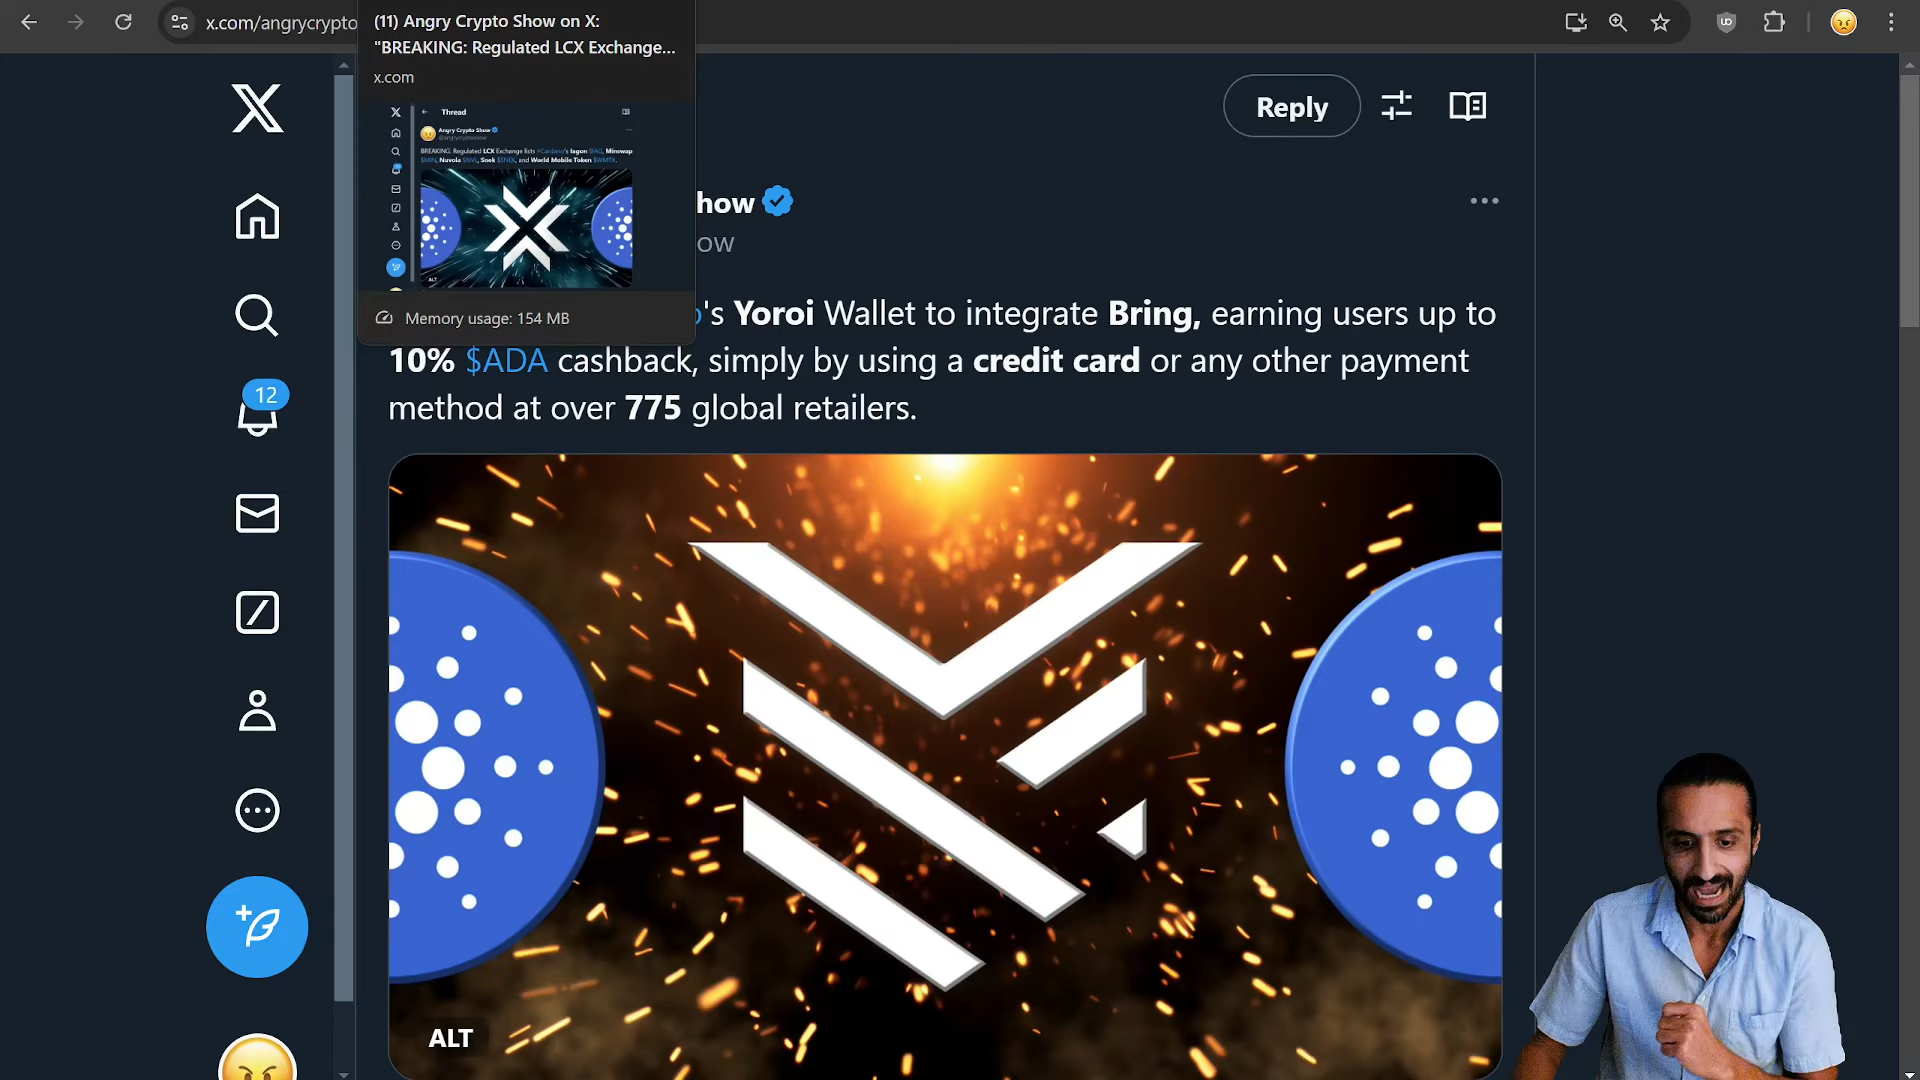 x.com/angrycrypto
(11) Angry Crypto Show on X:
"BREAKING: Regulated LCX Exchange...
x.com
Thread
Angry Crypto Show
@angrycryptoshow
BREAKING: Regulated LCX Exchange lists #Cardano's Iagon $IAG, Minswap
$MIN, Nuvola $NVL, Snek $SNEK, and World Mobile Token $WMTX.
ALT
Memory usage: 154 MB
Reply
how
ow
's Yoroi Wallet to integrate Bring, earning users up to
10% $ADA cashback, simply by using a credit card or any other payment
method at over 775 global retailers.
12
ALT